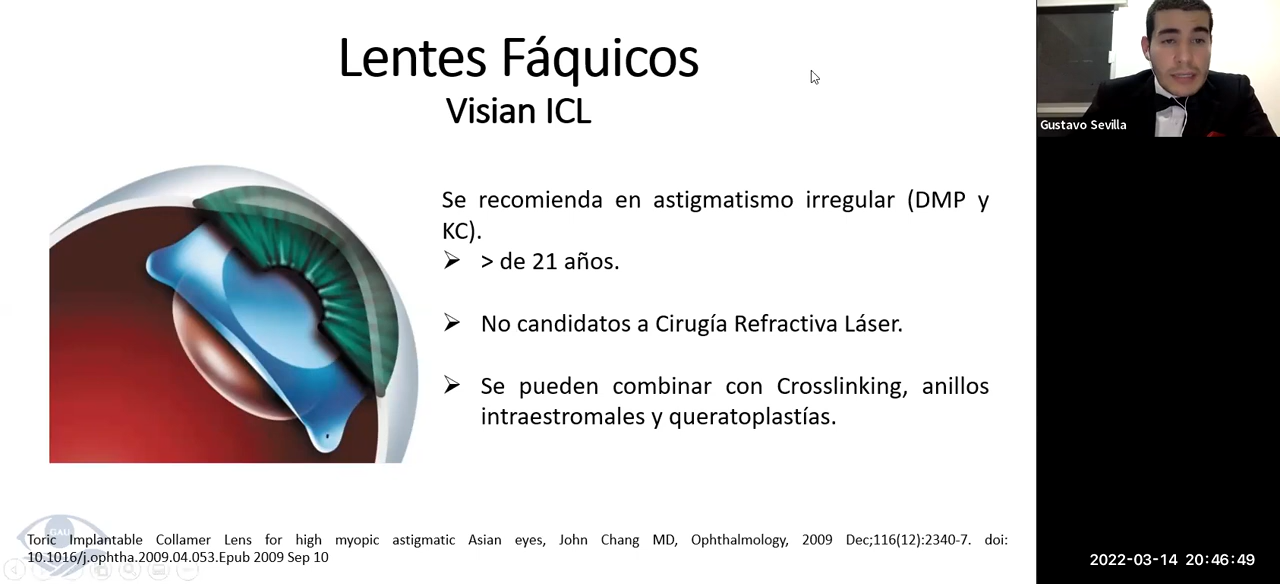 Lentes Fáquicos
Visian ICL
Gustavo Sevilla
Se recomienda en astigmatismo irregular (DMP y
KC).
➤ > de 21 años.
➤ No candidatos a Cirugía Refractiva Láser.
➤ Se pueden combinar con Crosslinking, anillos
intraestromales y queratoplastías.
GAU
Toric Implantable Collamer Lens for high myopic astigmatic Asian eyes, John Chang MD, Ophthalmology, 2009 Dec;116(12):2340-7. doi:
10.1016/j.ophtha.2009.04.053.Epub 2009 Sep 10
2022-03-14 20:46:49